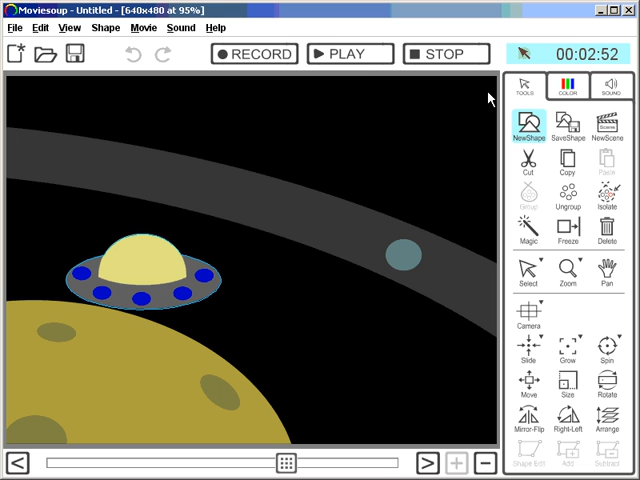 Moviesoup - Untitled - [640x480 at 95%]
File Edit View Shape Movie Sound Help
RECORD PLAY STOP 00:02:52
TOOLS COLOR SOUND
NewShape SaveShape NewScene
Cut Copy Paste
Group Ungroup Isolate
Magic Freeze Delete
Select Zoom Pan
Camera
Slide Grow Spin
Move Size Rotate
Mirror-Flip Right-Left Arrange
Shape Edit Add Subtract